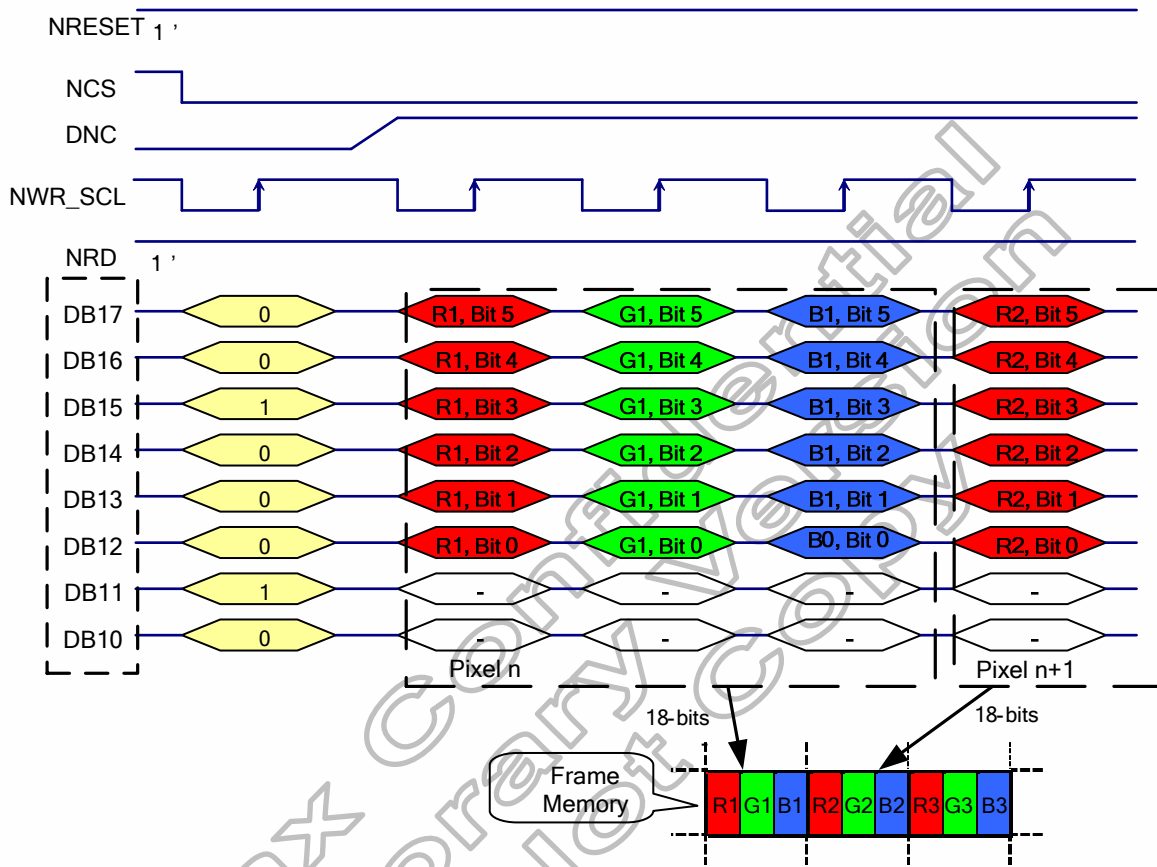 NRESET 1 '
NCS
DNC
NWR_SCL
NRD 1 '
DB17 0 R1, Bit 5 G1, Bit 5 B1, Bit 5 R2, Bit 5
DB16 0 R1, Bit 4 G1, Bit 4 B1, Bit 4 R2, Bit 4
DB15 1 R1, Bit 3 G1, Bit 3 B1, Bit 3 R2, Bit 3
DB14 0 R1, Bit 2 G1, Bit 2 B1, Bit 2 R2, Bit 2
DB13 0 R1, Bit 1 G1, Bit 1 B1, Bit 1 R2, Bit 1
DB12 0 R1, Bit 0 G1, Bit 0 B0, Bit 0 R2, Bit 0
DB11 1 - - - -
DB10 0 - - - -
Pixel n Pixel n+1
18-bits 18-bits
Frame
Memory
R1 G1 B1 R2 G2 B2 R3 G3 B3
Confidential
Version
Copy